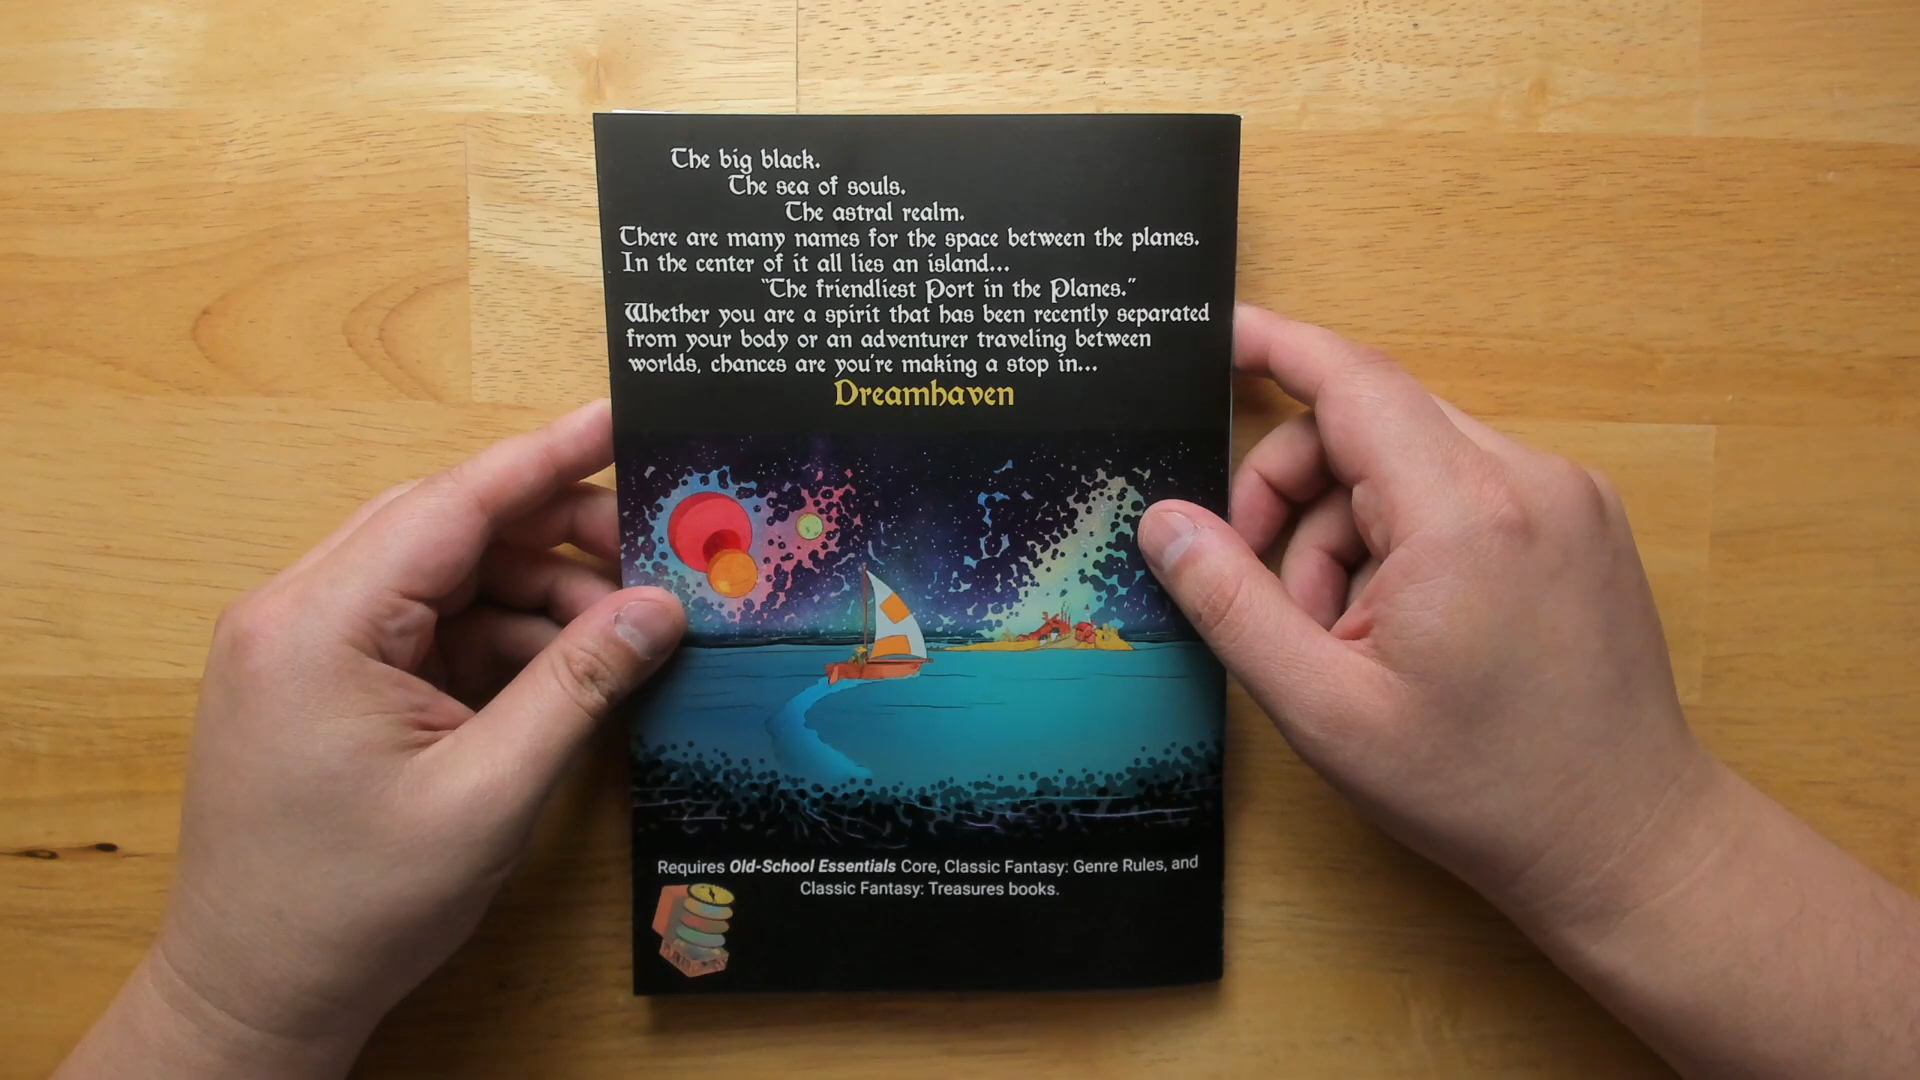 The big black.
The sea of souls.
The astral realm.
There are many names for the space between the planes.
In the center of it all lies an island...
"The friendliest Port in the Planes."
Whether you are a spirit that has been recently separated
from your body or an adventurer traveling between
worlds, chances are you're making a stop in...
Dreamhaven
Requires Old-School Essentials Core, Classic Fantasy: Genre Rules, and
Classic Fantasy: Treasures books.